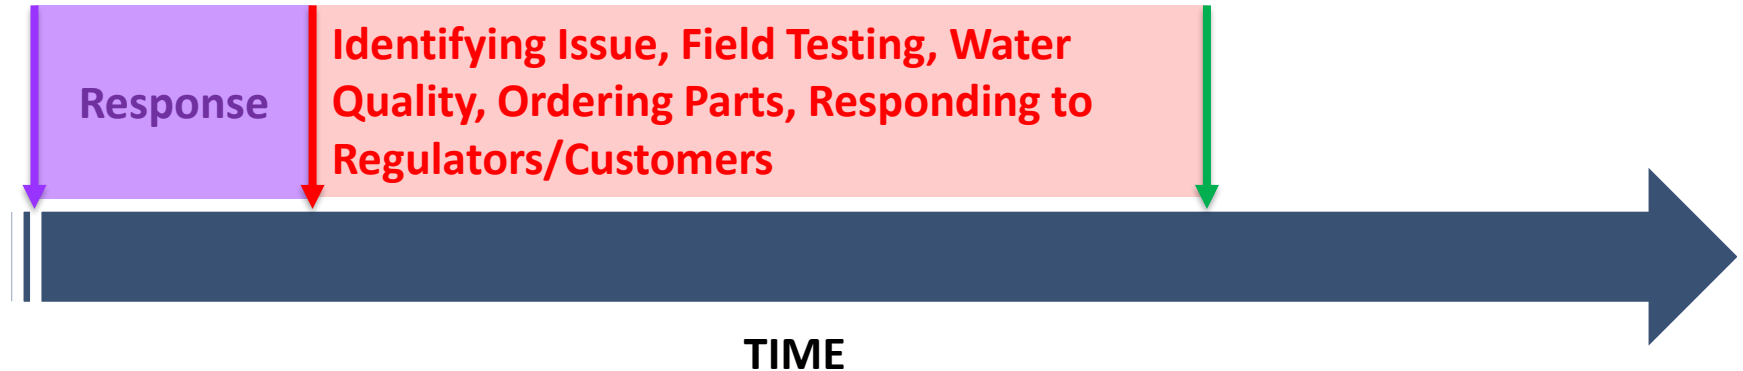 Response
Identifying Issue, Field Testing, Water
Quality, Ordering Parts, Responding to
Regulators/Customers
TIME